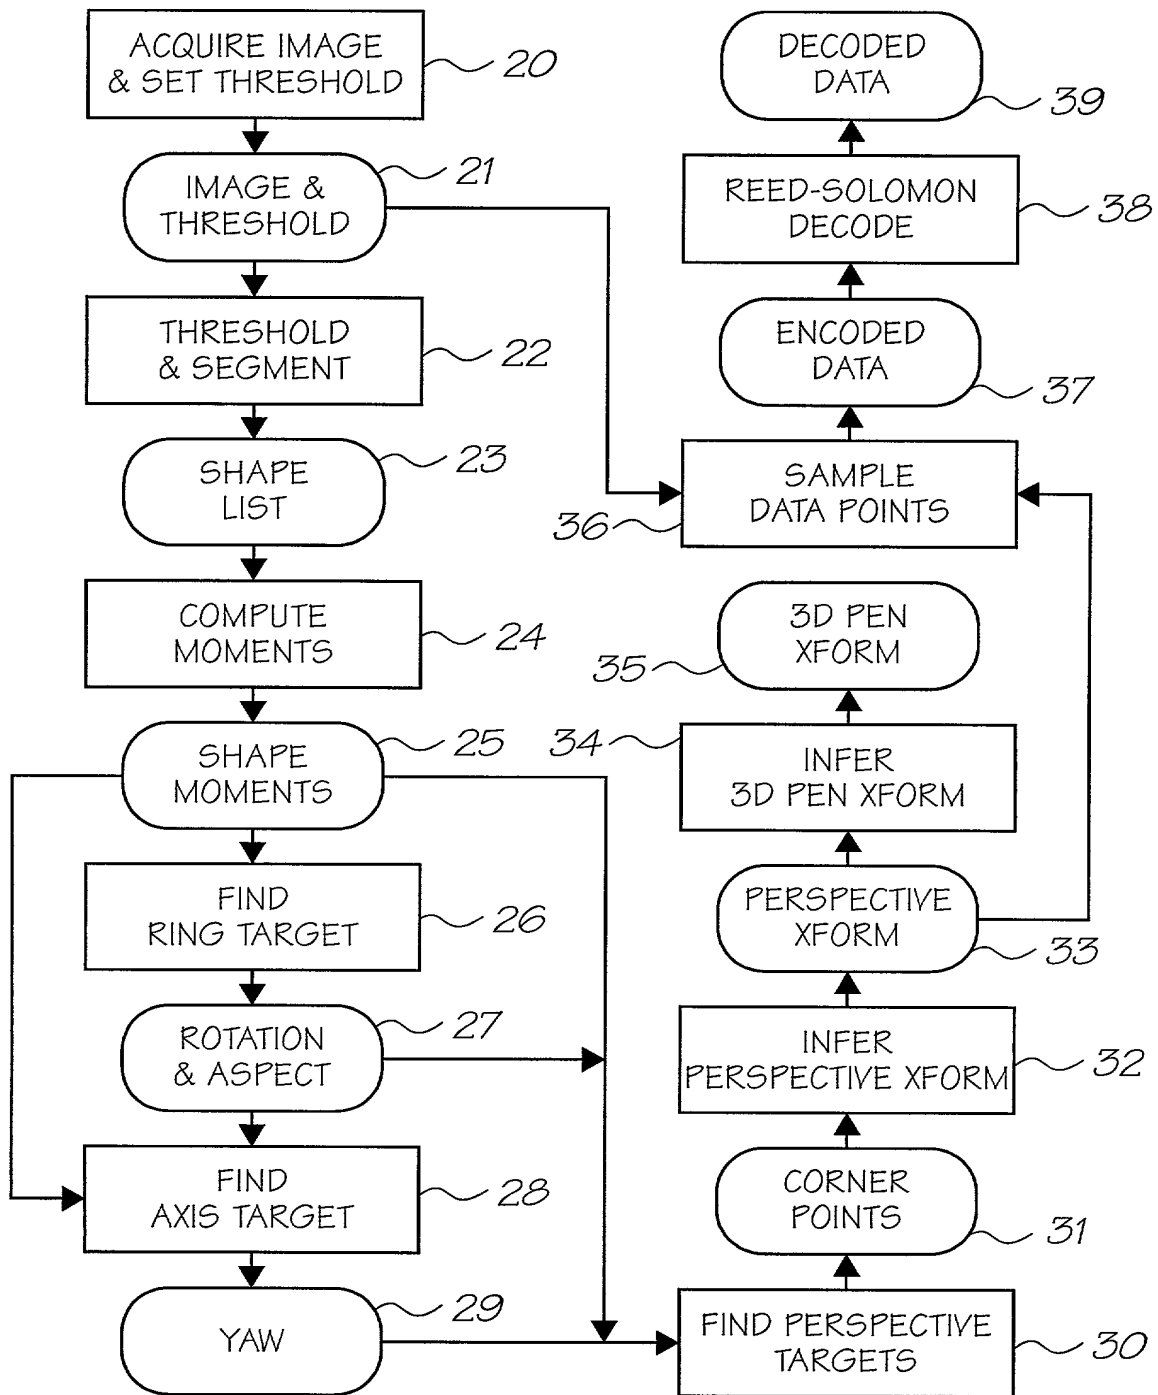 ACQUIRE IMAGE
& SET THRESHOLD
20
IMAGE &
THRESHOLD
21
THRESHOLD
& SEGMENT
22
SHAPE
LIST
23
COMPUTE
MOMENTS
24
SHAPE
MOMENTS
25
FIND
RING TARGET
26
ROTATION
& ASPECT
27
FIND
AXIS TARGET
28
YAW
29
DECODED
DATA
39
REED-SOLOMON
DECODE
38
ENCODED
DATA
37
SAMPLE
DATA POINTS
36
3D PEN
XFORM
35
INFER
3D PEN XFORM
34
PERSPECTIVE
XFORM
33
INFER
PERSPECTIVE XFORM
32
CORNER
POINTS
31
FIND PERSPECTIVE
TARGETS
30